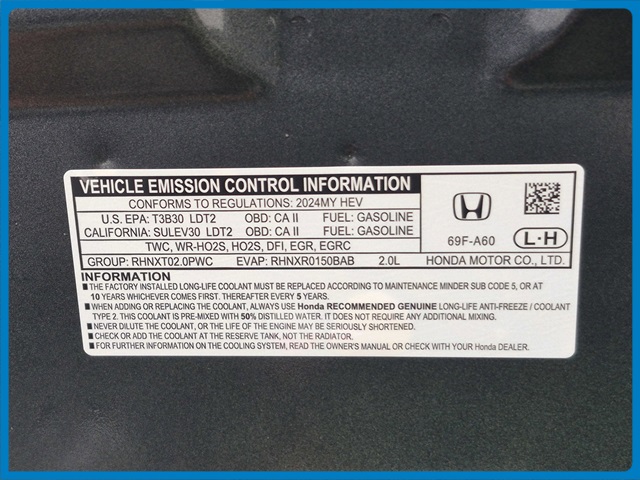 VEHICLE EMISSION CONTROL INFORMATION
CONFORMS TO REGULATIONS: 2024MY HEV
U.S. EPA: T3B30 LDT2 OBD: CA II FUEL: GASOLINE
CALIFORNIA: SULEV30 LDT2 OBD: CA II FUEL: GASOLINE
TWC, WR-HO2S, HO2S, DFI, EGR, EGRC
GROUP: RHNXT02.0PWC EVAP: RHNXR0150BAB 2.0L
69F-A60 L·H
HONDA MOTOR CO., LTD.
INFORMATION
■ THE FACTORY INSTALLED LONG-LIFE COOLANT MUST BE REPLACED ACCORDING TO MAINTENANCE MINDER SUB CODE 5, OR AT
10 YEARS WHICHEVER COMES FIRST. THEREAFTER EVERY 5 YEARS.
■ WHEN ADDING OR REPLACING THE COOLANT, ALWAYS USE Honda RECOMMENDED GENUINE LONG-LIFE ANTI-FREEZE / COOLANT
TYPE 2. THIS COOLANT IS PRE-MIXED WITH 50% DISTILLED WATER. IT DOES NOT REQUIRE ANY ADDITIONAL MIXING.
■ NEVER DILUTE THE COOLANT, OR THE LIFE OF THE ENGINE MAY BE SERIOUSLY SHORTENED.
■ CHECK OR ADD THE COOLANT AT THE RESERVE TANK, NOT THE RADIATOR.
■ FOR FURTHER INFORMATION ON THE COOLING SYSTEM, READ THE OWNER'S MANUAL OR CHECK WITH YOUR Honda DEALER.